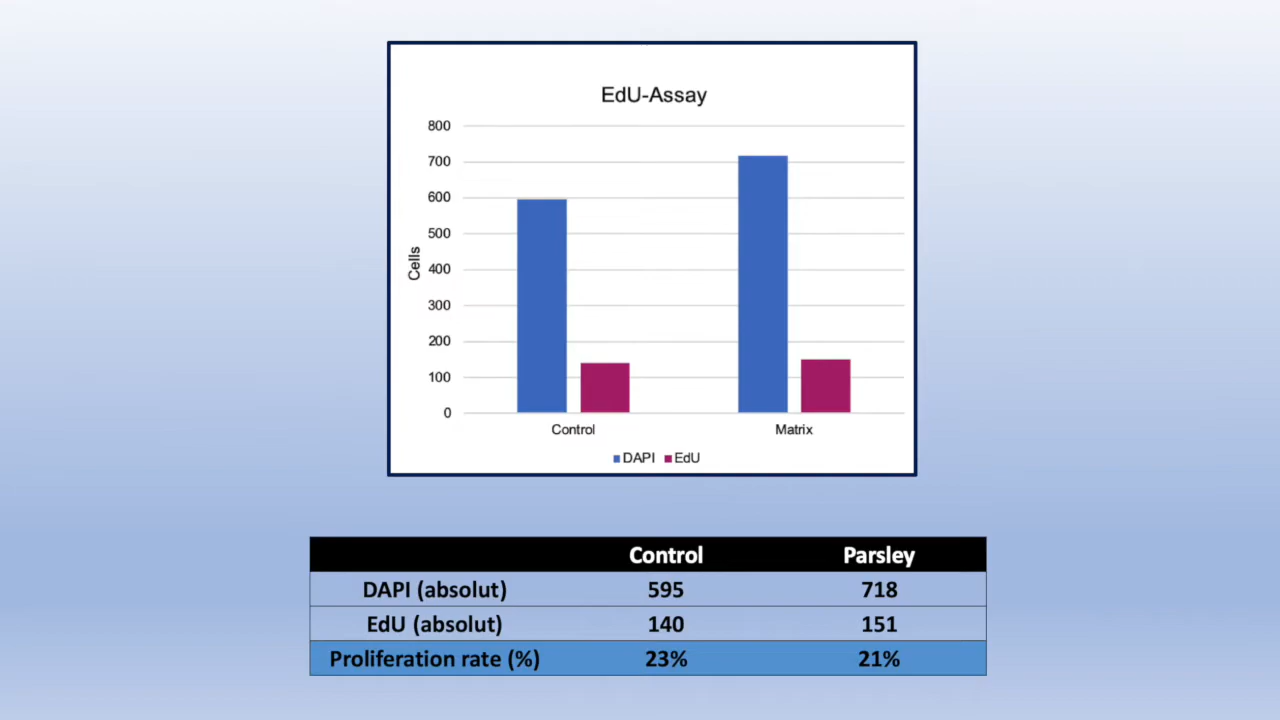 EdU-Assay
800
700
600
500
400
300
200
100
0
Cells
Control Matrix
DAPI EdU
Control Parsley
DAPI (absolut) 595 718
EdU (absolut) 140 151
Proliferation rate (%) 23% 21%